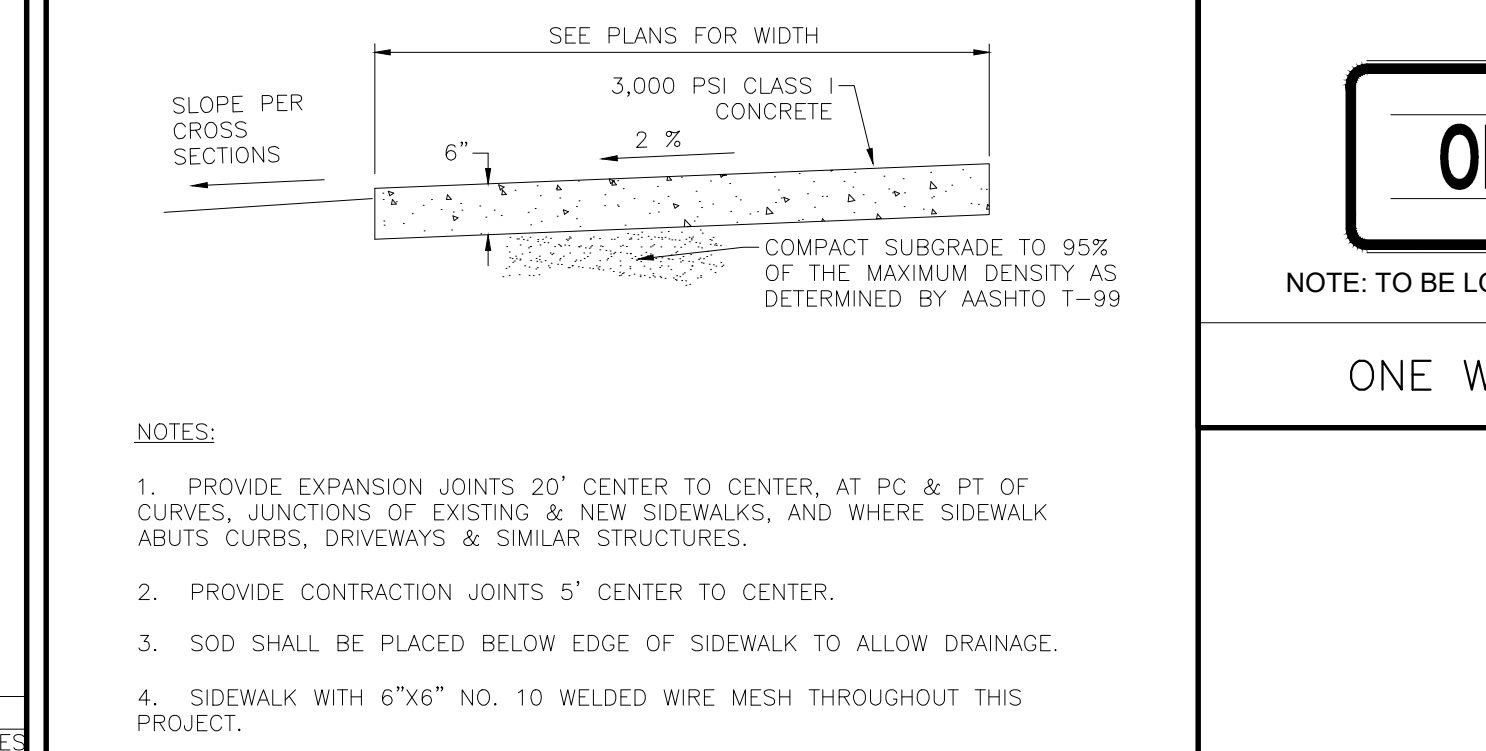 SEE PLANS FOR WIDTH
3,000 PSI CLASS I
CONCRETE
SLOPE PER
CROSS
SECTIONS
2 %
6”
COMPACT SUBGRADE TO 95%
OF THE MAXIMUM DENSITY AS
DETERMINED BY AASHTO T-99
NOTES:
1. PROVIDE EXPANSION JOINTS 20' CENTER TO CENTER, AT PC & PT OF
CURVES, JUNCTIONS OF EXISTING & NEW SIDEWALKS, AND WHERE SIDEWALK
ABUTS CURBS, DRIVEWAYS & SIMILAR STRUCTURES.
2. PROVIDE CONTRACTION JOINTS 5' CENTER TO CENTER.
3. SOD SHALL BE PLACED BELOW EDGE OF SIDEWALK TO ALLOW DRAINAGE.
4. SIDEWALK WITH 6”X6” NO. 10 WELDED WIRE MESH THROUGHOUT THIS
PROJECT.
NOTE: TO BE
ONE
ES